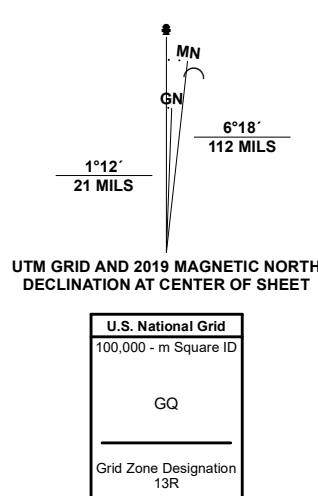 MN
GN
6°18´
112 MILS
1°12´
21 MILS
UTM GRID AND 2019 MAGNETIC NORTH
DECLINATION AT CENTER OF SHEET
U.S. National Grid
100,000 - m Square ID
GQ
Grid Zone Designation
13R